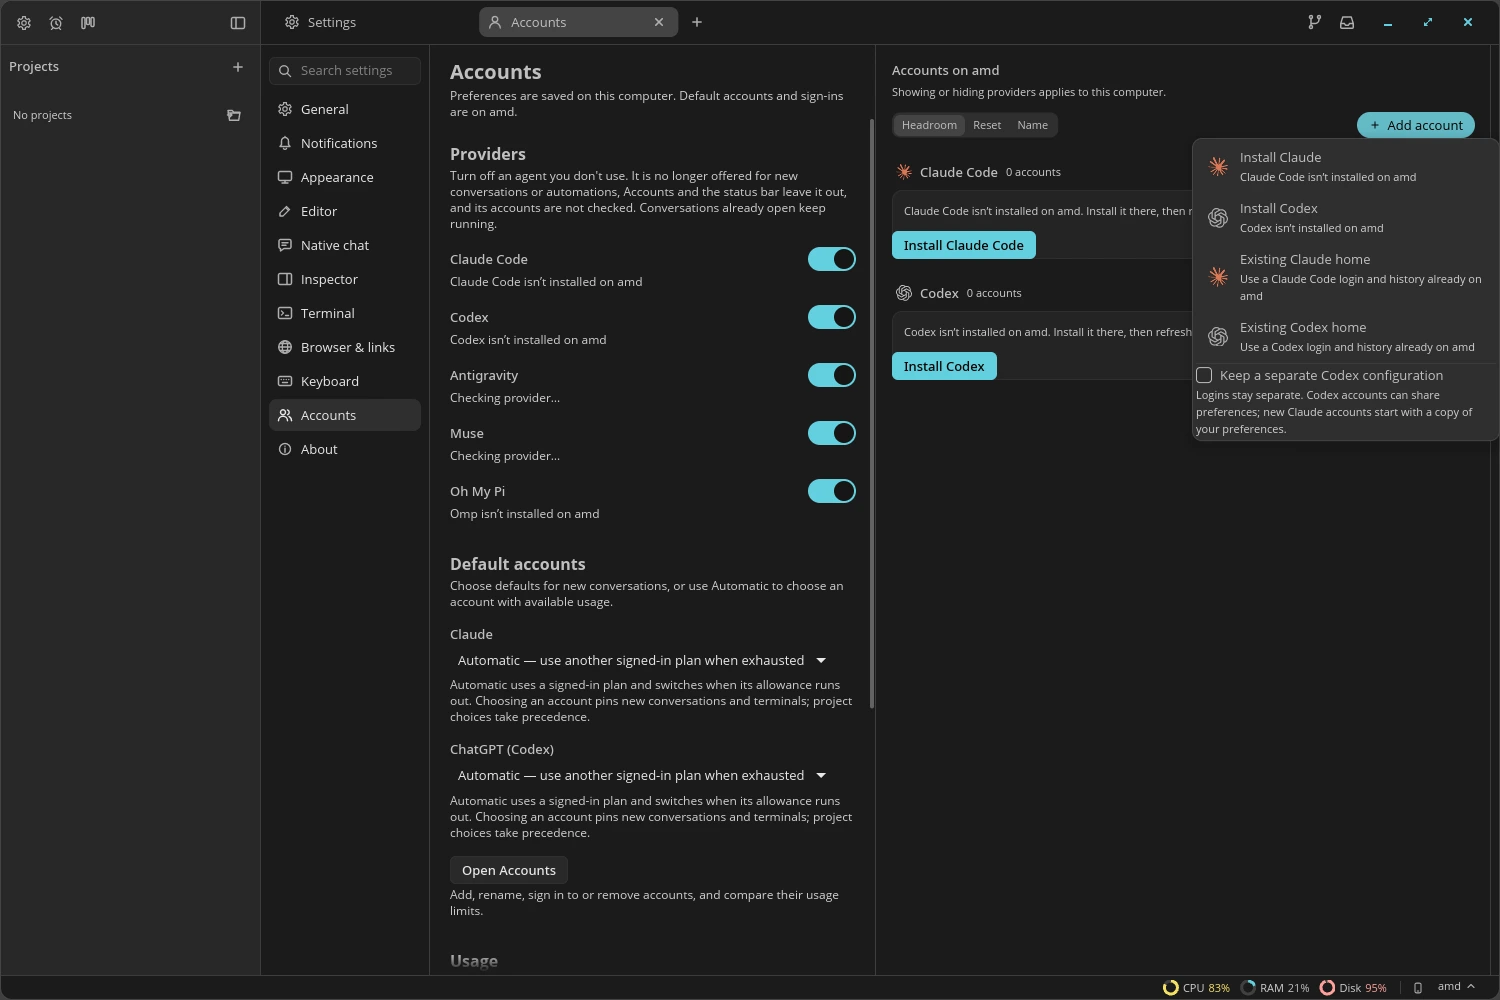 Settings
Accounts
Projects
No projects
Search settings
General
Notifications
Appearance
Editor
Native chat
Inspector
Terminal
Browser & links
Keyboard
Accounts
About
Accounts
Preferences are saved on this computer. Default accounts and sign-ins
are on amd.
Providers
Turn off an agent you don't use. It is no longer offered for new
conversations or automations, Accounts and the status bar leave it out,
and its accounts are not checked. Conversations already open keep
running.
Claude Code
Claude Code isn't installed on amd
Codex
Codex isn't installed on amd
Antigravity
Checking provider...
Muse
Checking provider...
Oh My Pi
Omp isn't installed on amd
Default accounts
Choose defaults for new conversations, or use Automatic to choose an
account with available usage.
Claude
Automatic — use another signed-in plan when exhausted
Automatic uses a signed-in plan and switches when its allowance runs
out. Choosing an account pins new conversations and terminals; project
choices take precedence.
ChatGPT (Codex)
Automatic — use another signed-in plan when exhausted
Automatic uses a signed-in plan and switches when its allowance runs
out. Choosing an account pins new conversations and terminals; project
choices take precedence.
Open Accounts
Add, rename, sign in to or remove accounts, and compare their usage
limits.
Usage
Accounts on amd
Showing or hiding providers applies to this computer.
Headroom Reset Name
+ Add account
Claude Code 0 accounts
Claude Code isn't installed on amd. Install it there, then
Install Claude Code
Codex 0 accounts
Codex isn't installed on amd. Install it there, then refresh
Install Codex
Install Claude
Claude Code isn't installed on amd
Install Codex
Codex isn't installed on amd
Existing Claude home
Use a Claude Code login and history already on
amd
Existing Codex home
Use a Codex login and history already on amd
Keep a separate Codex configuration
Logins stay separate. Codex accounts can share
preferences; new Claude accounts start with a copy of
your preferences.
CPU 83% RAM 21% Disk 95% amd